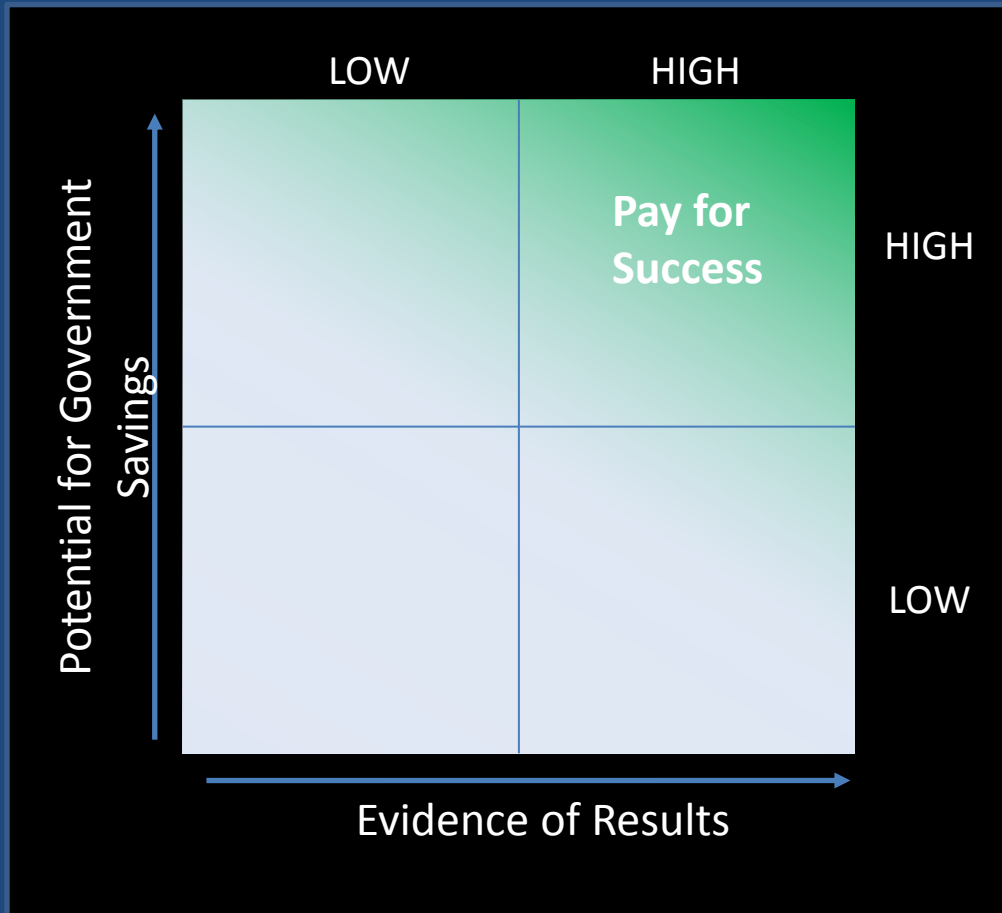 LOW
HIGH
Pay for
Success
HIGH
LOW
Potential for Government
Savings
Evidence of Results